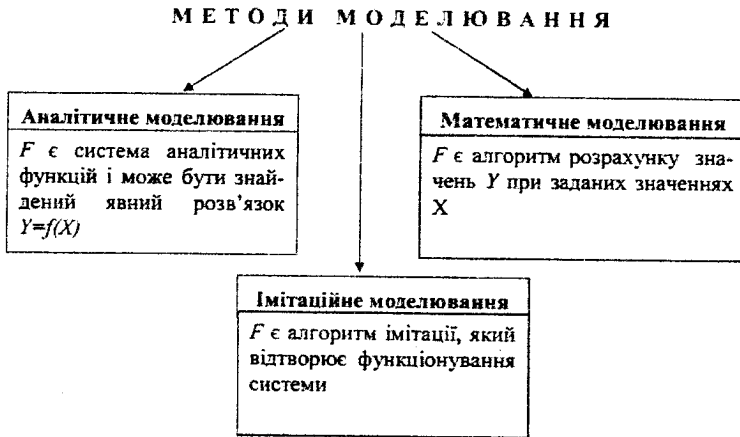 МЕТОДИ МОДЕЛЮВАННЯ
Аналітичне моделювання
F є система аналітичних
функцій і може бути знай-
дений явний розв'язок
Y=f(X)
Математичне моделювання
F є алгоритм розрахунку зна-
чень Y при заданих значеннях
X
Імітаційне моделювання
F є алгоритм імітації, який
відтворює функціонування
системи